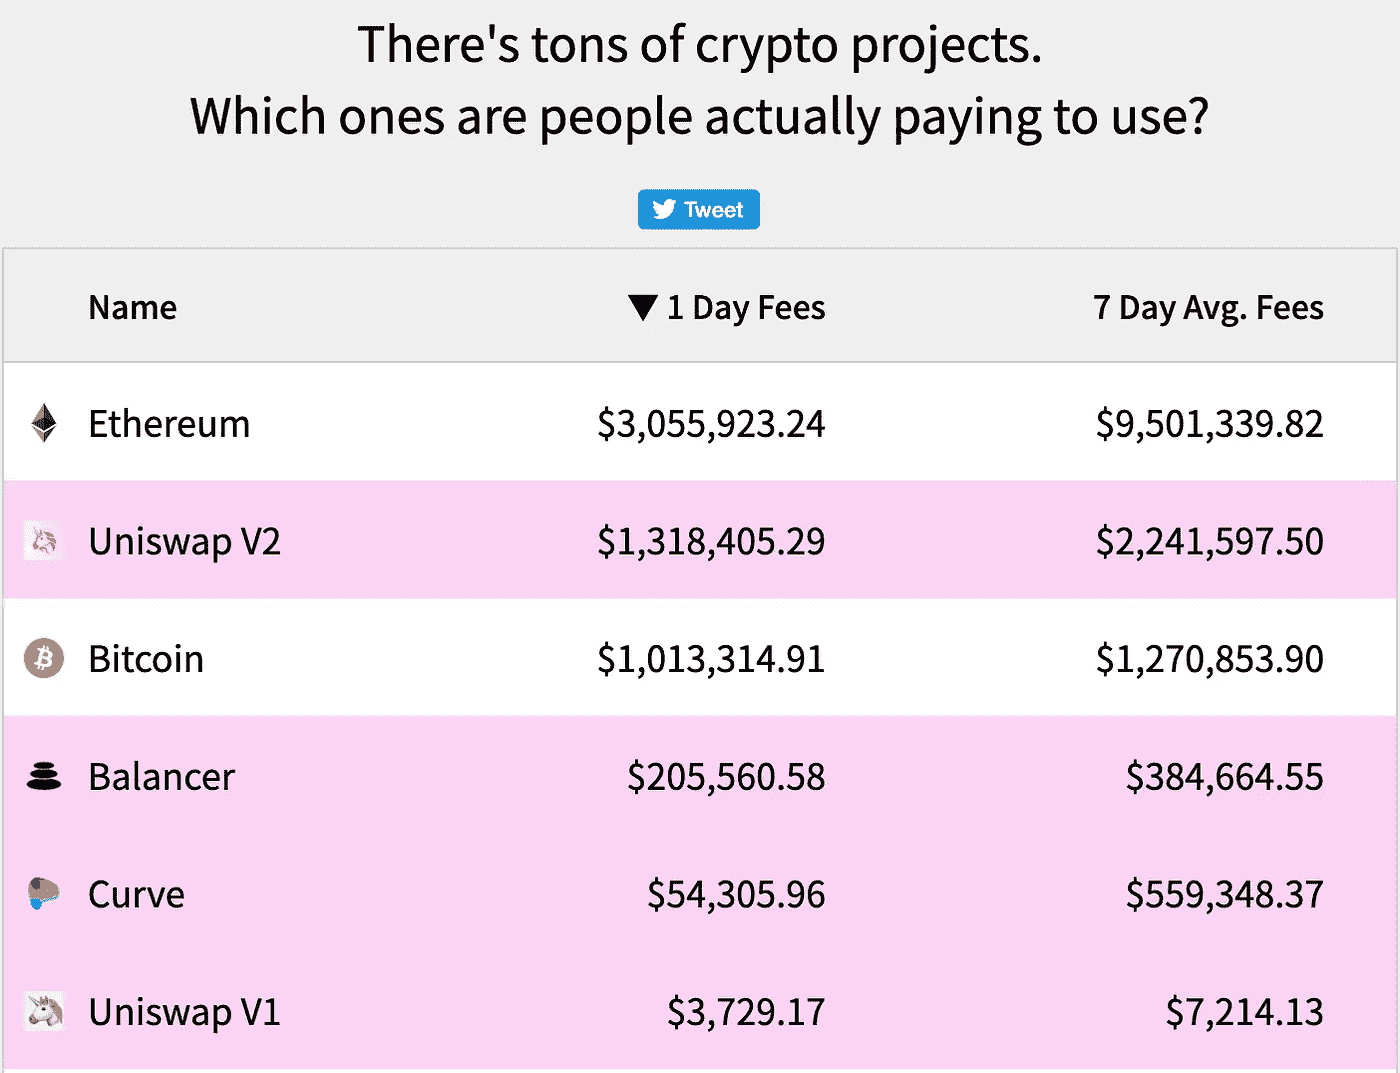 There's tons of crypto projects.
Which ones are people actually paying to use?
Tweet
Name ▼ 1 Day Fees 7 Day Avg. Fees
Ethereum $3,055,923.24 $9,501,339.82
Uniswap V2 $1,318,405.29 $2,241,597.50
Bitcoin $1,013,314.91 $1,270,853.90
Balancer $205,560.58 $384,664.55
Curve $54,305.96 $559,348.37
Uniswap V1 $3,729.17 $7,214.13